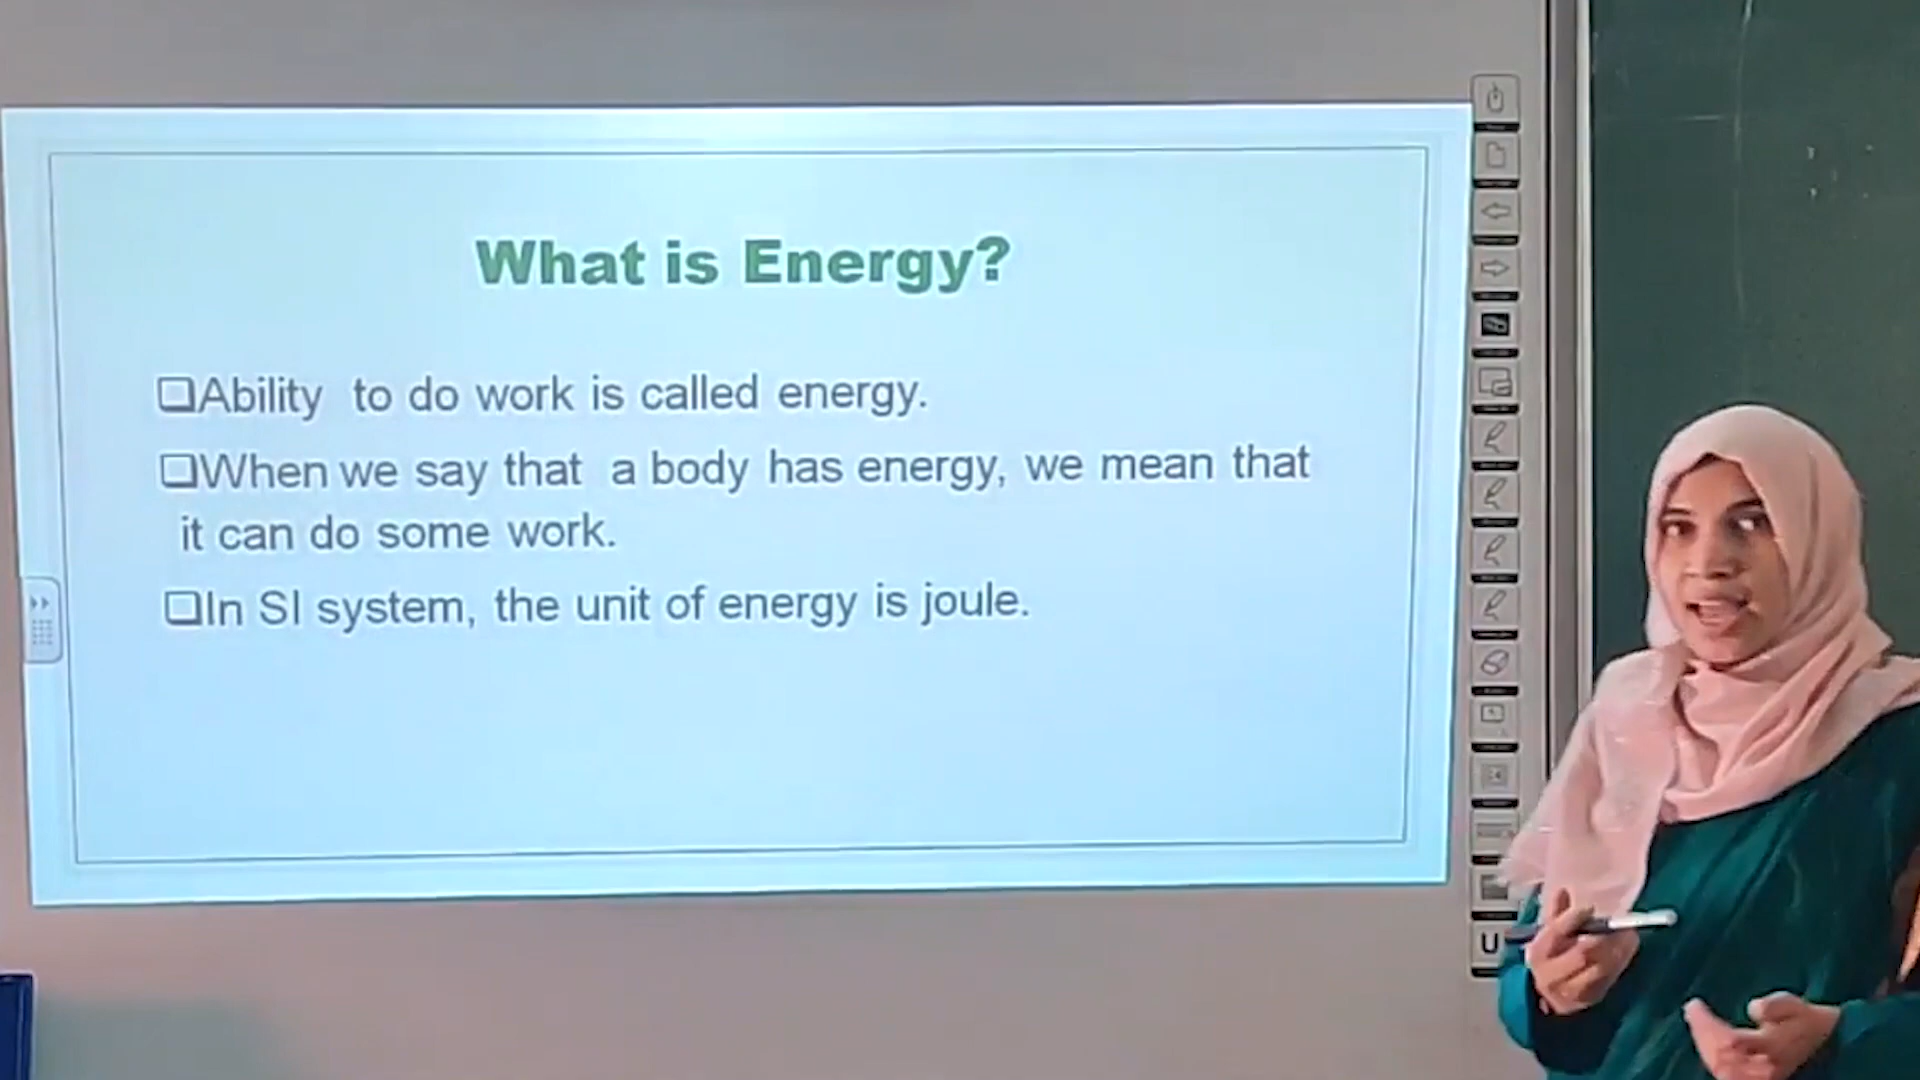 What is Energy?
❑Ability to do work is called energy.
❑When we say that a body has energy, we mean that
it can do some work.
❑In SI system, the unit of energy is joule.
U